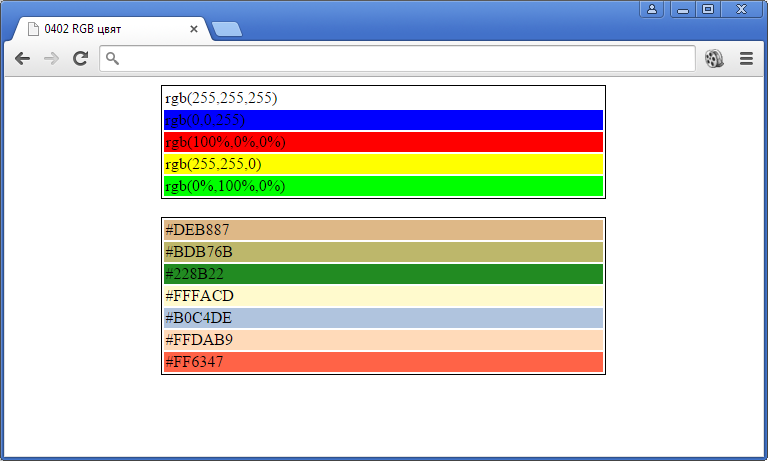 0402 RGB цвят
rgb(255,255,255)
rgb(0,0,255)
rgb(100%,0%,0%)
rgb(255,255,0)
rgb(0%,100%,0%)
#DEB887
#BDB76B
#228B22
#FFFACD
#B0C4DE
#FFDAB9
#FF6347